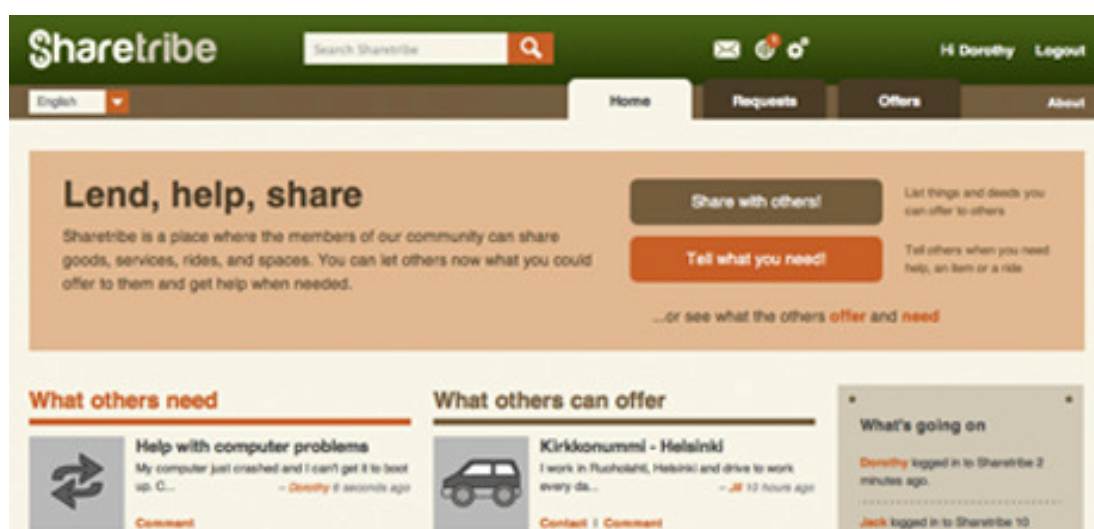 Sharetribe
Search Sharetribe
Hi Dorothy Logout
English
Home
Requests
Offers
About
Lend, help, share
Sharetribe is a place where the members of our community can share
goods, services, rides, and spaces. You can let others now what you could
offer to them and get help when needed.
Share with others!
List things and deeds you
can offer to others
Tell what you need!
Tell others when you need
help, an item or a ride
...or see what the others offer and need
What others need
Help with computer problems
My computer just crashed and I can't get it to boot
up. C...
– Dorothy 6 seconds ago
Comment
What others can offer
Kirkkonummi - Helsinki
I work in Ruoholahti, Helsinki and drive to work
every da...
– Jill 10 hours ago
Contact | Comment
What's going on
Dorothy logged in to Sharetribe 2
minutes ago.
Jack logged in to Sharetribe 10